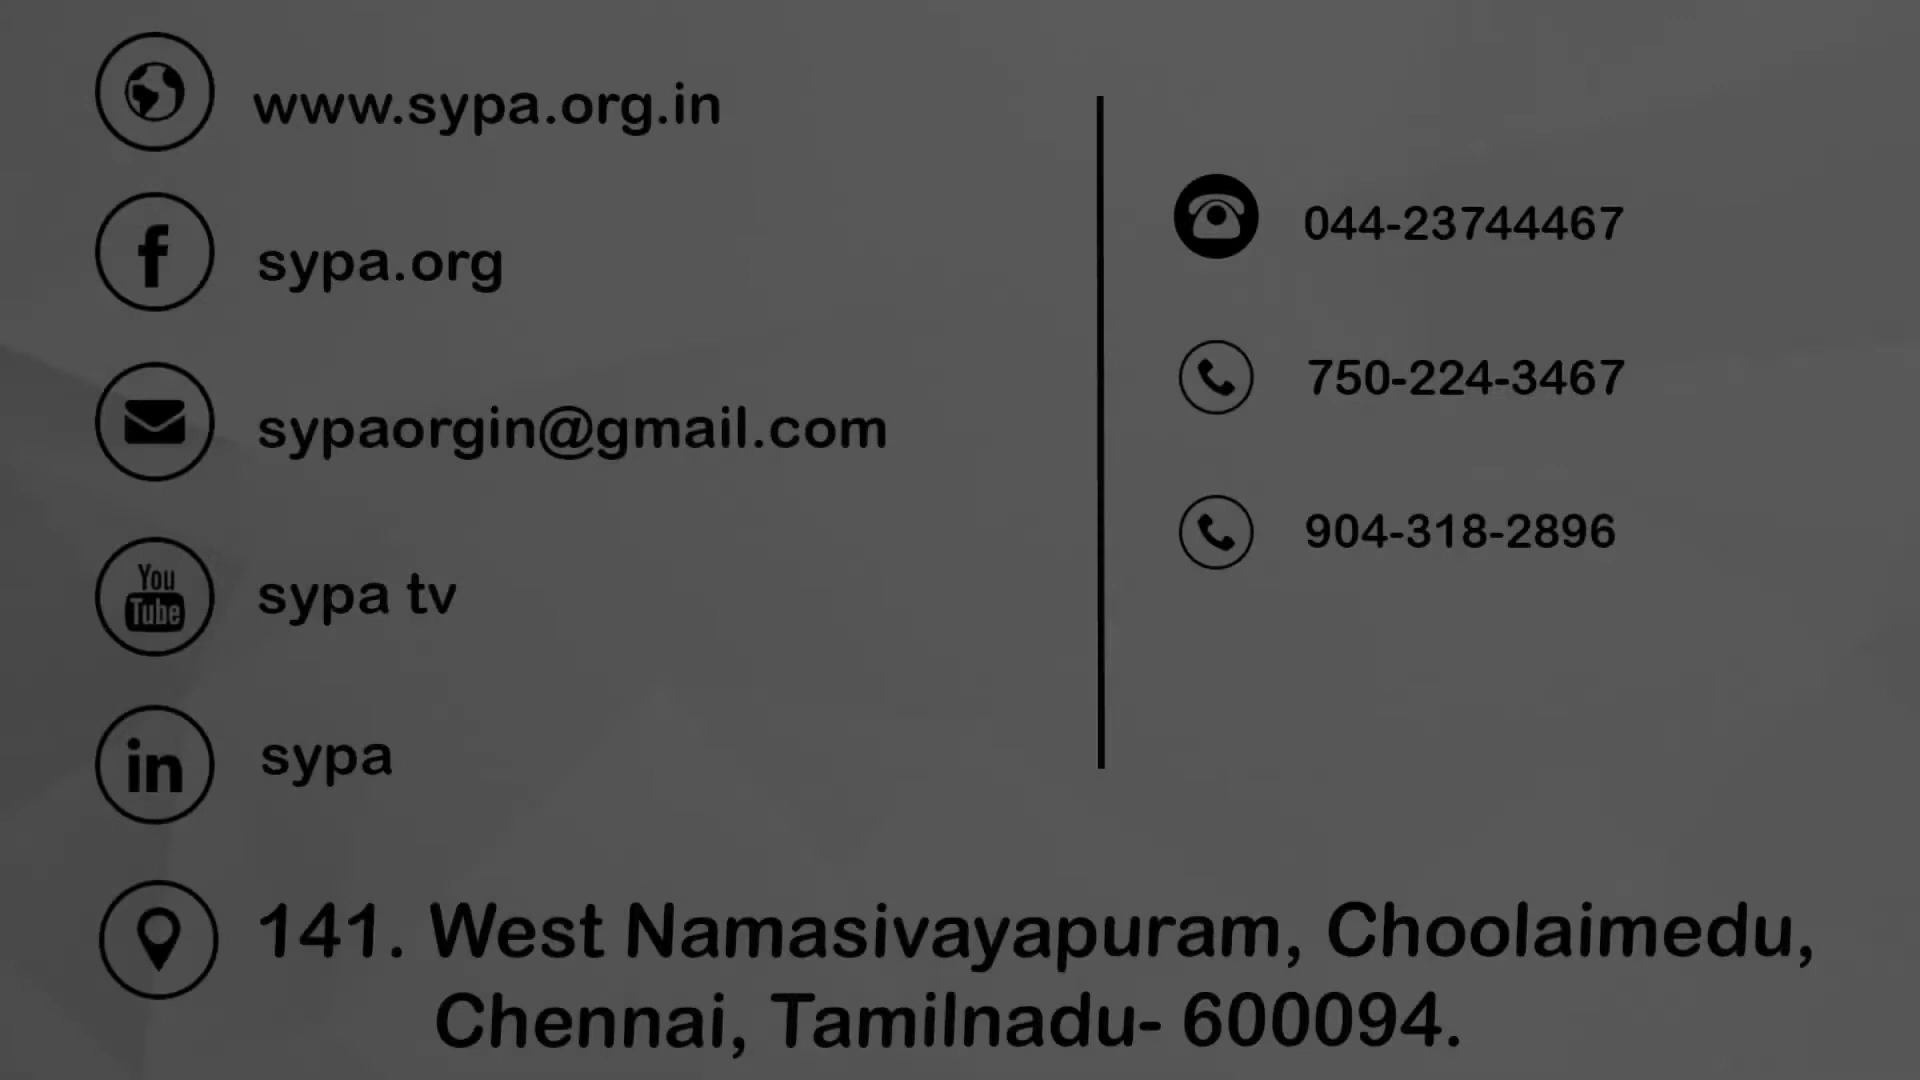 www.sypa.org.in
sypa.org
sypaorgin@gmail.com
You
Tube
sypa tv
in
sypa
044-23744467
750-224-3467
904-318-2896
141. West Namasivayapuram, Choolaimedu,
Chennai, Tamilnadu- 600094.